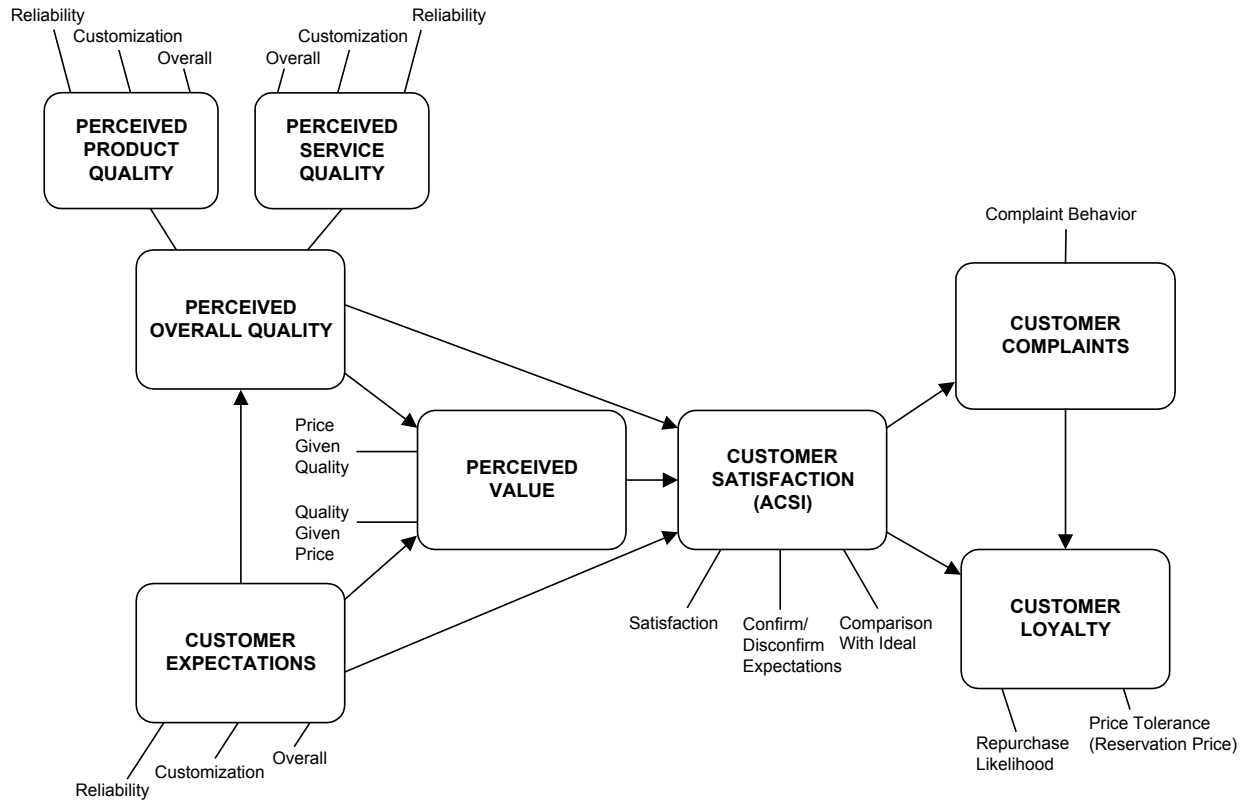 Reliability
Customization
Overall
Reliability
Customization
Overall
PERCEIVED
PRODUCT
QUALITY
PERCEIVED
SERVICE
QUALITY
Complaint Behavior
PERCEIVED
OVERALL QUALITY
CUSTOMER
COMPLAINTS
Price
Given
Quality
Quality
Given
Price
PERCEIVED
VALUE
CUSTOMER
SATISFACTION
(ACSI)
Satisfaction
Confirm/
Disconfirm
Expectations
Comparison
With Ideal
CUSTOMER
LOYALTY
CUSTOMER
EXPECTATIONS
Reliability
Customization
Overall
Repurchase
Likelihood
Price Tolerance
(Reservation Price)